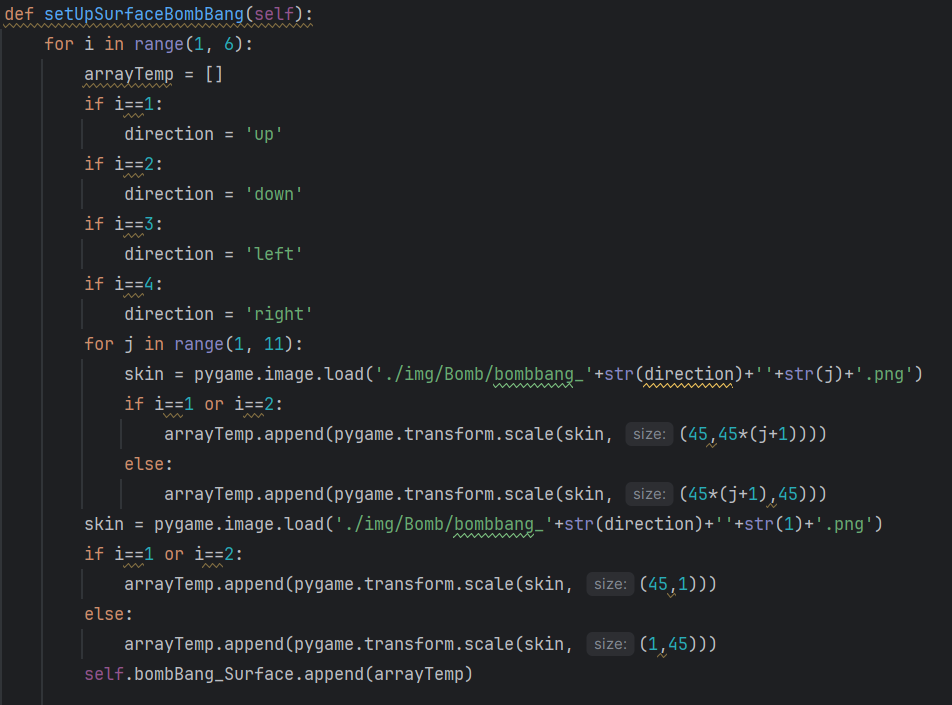 def setUpSurfaceBombBang(self):
    for i in range(1, 6):
        arrayTemp = []
        if i==1:
            direction = 'up'
        if i==2:
            direction = 'down'
        if i==3:
            direction = 'left'
        if i==4:
            direction = 'right'
        for j in range(1, 11):
            skin = pygame.image.load('./img/Bomb/bombbang_'+str(direction)+''+str(j)+'.png')
            if i==1 or i==2:
                arrayTemp.append(pygame.transform.scale(skin, size: (45,45*(j+1))))
            else:
                arrayTemp.append(pygame.transform.scale(skin, size: (45*(j+1),45)))
        skin = pygame.image.load('./img/Bomb/bombbang_'+str(direction)+''+str(1)+'.png')
        if i==1 or i==2:
            arrayTemp.append(pygame.transform.scale(skin, size: (45,1)))
        else:
            arrayTemp.append(pygame.transform.scale(skin, size: (1,45)))
        self.bombBang_Surface.append(arrayTemp)